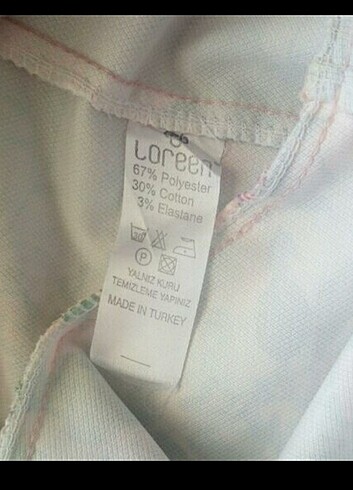 Loreen
67% Polyester
30% Cotton
3% Elastane
P
YALNIZ KURU
TEMİZLEME YAPINIZ
MADE IN TURKEY